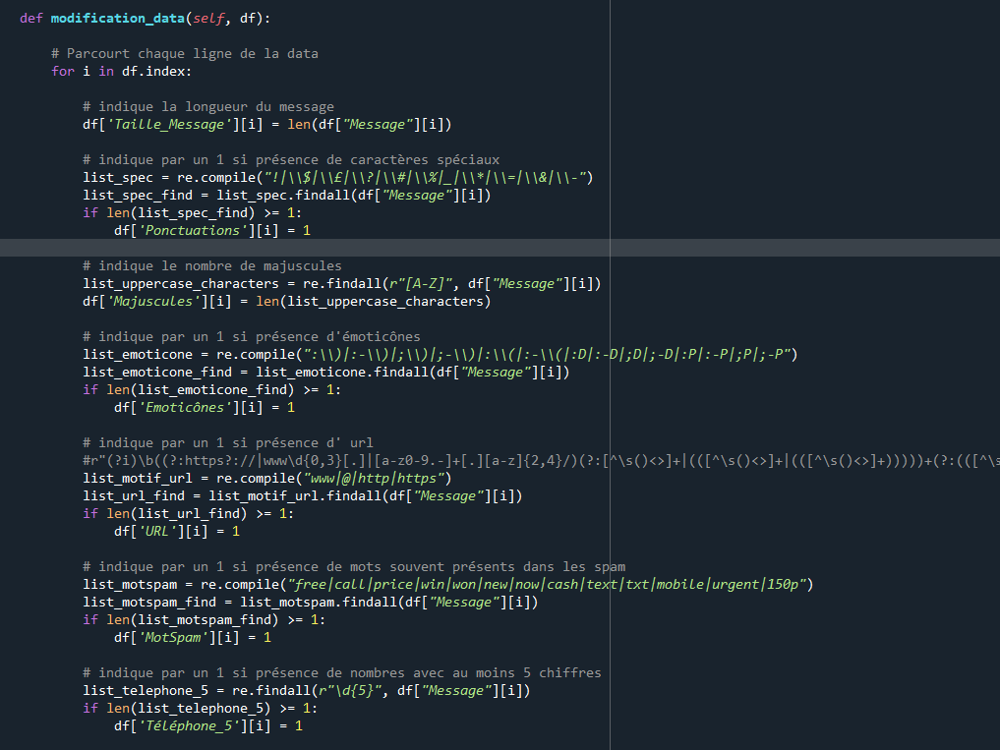 def modification_data(self, df):
# Parcourt chaque ligne de la data
for i in df.index:
# indique la longueur du message
df['Taille_Message'][i] = len(df["Message"][i])
# indique par un 1 si présence de caractères spéciaux
list_spec = re.compile("!|\\$|\\£|\\?|\\#|\\%|_|\\*|\\=|\\&|\\-")
list_spec_find = list_spec.findall(df["Message"][i])
if len(list_spec_find) >= 1:
df['Ponctuations'][i] = 1
# indique le nombre de majuscules
list_uppercase_characters = re.findall(r"[A-Z]", df["Message"][i])
df['Majuscules'][i] = len(list_uppercase_characters)
# indique par un 1 si présence d'émoticônes
list_emoticone = re.compile(":\\)|:-\\)|;\\)|;-\\)|:\\(|:-\\(|:D|:-D|;D|;-D|:P|:-P|;P|;-P")
list_emoticone_find = list_emoticone.findall(df["Message"][i])
if len(list_emoticone_find) >= 1:
df['Emoticônes'][i] = 1
# indique par un 1 si présence d' url
#r"(?i)\b((?:https?://|www\d{0,3}[.]|[a-z0-9.-]+[.][a-z]{2,4}/)(?:[^\s()<>]+|(([^\s()<>]+|(([^\s()<>]+)))))+(?:(([^\s
list_motif_url = re.compile("www|@|http|https")
list_url_find = list_motif_url.findall(df["Message"][i])
if len(list_url_find) >= 1:
df['URL'][i] = 1
# indique par un 1 si présence de mots souvent présents dans les spam
list_motspam = re.compile("free|call|price|win|won|new|now|cash|text|txt|mobile|urgent|150p")
list_motspam_find = list_motspam.findall(df["Message"][i])
if len(list_motspam_find) >= 1:
df['MotSpam'][i] = 1
# indique par un 1 si présence de nombres avec au moins 5 chiffres
list_telephone_5 = re.findall(r"\d{5}", df["Message"][i])
if len(list_telephone_5) >= 1:
df['Téléphone_5'][i] = 1